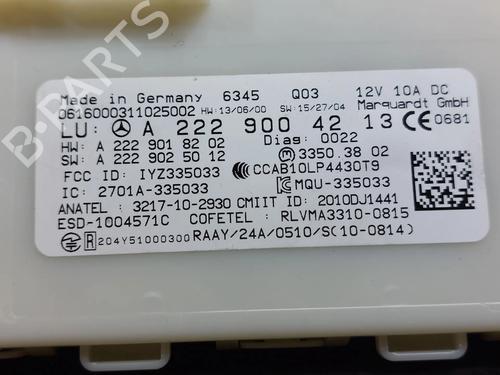 Made in Germany 6345 Q03 12V 10A DC
0616000311025002 HW:13/06/00 SW:15/27/04 Marquardt GmbH
LU: A 222 900 42 13 CE 0681
HW: A 222 901 82 02 Diag: 0022
SW: A 222 902 50 12 3350.3802
FCC ID: IYZ335033 CCAB10LP4430T9
IC: 2701A-335033 MQU-335033
ANATEL: 3217-10-2930 CMIIT ID: 2010DJ1441
ESD-1004571C COFETEL: RLVMA3310-0815
R 204Y51000300 RAAY/24A/0510/S(10-0814)
B-PARTS